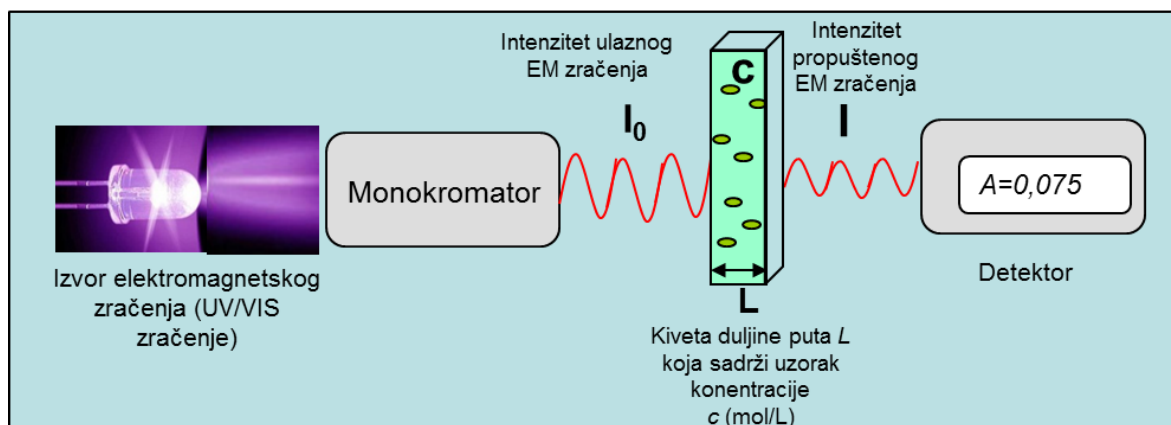 Intenzitet ulaznog
EM zračenja
I₀
c
Intenzitet
propuštenog
EM zračenja
I
Monokromator
A=0,075
Izvor elektromagnetskog
zračenja (UV/VIS
zračenje)
L
Detektor
Kiveta duljine puta L
koja sadrži uzorak
konentracije
c (mol/L)